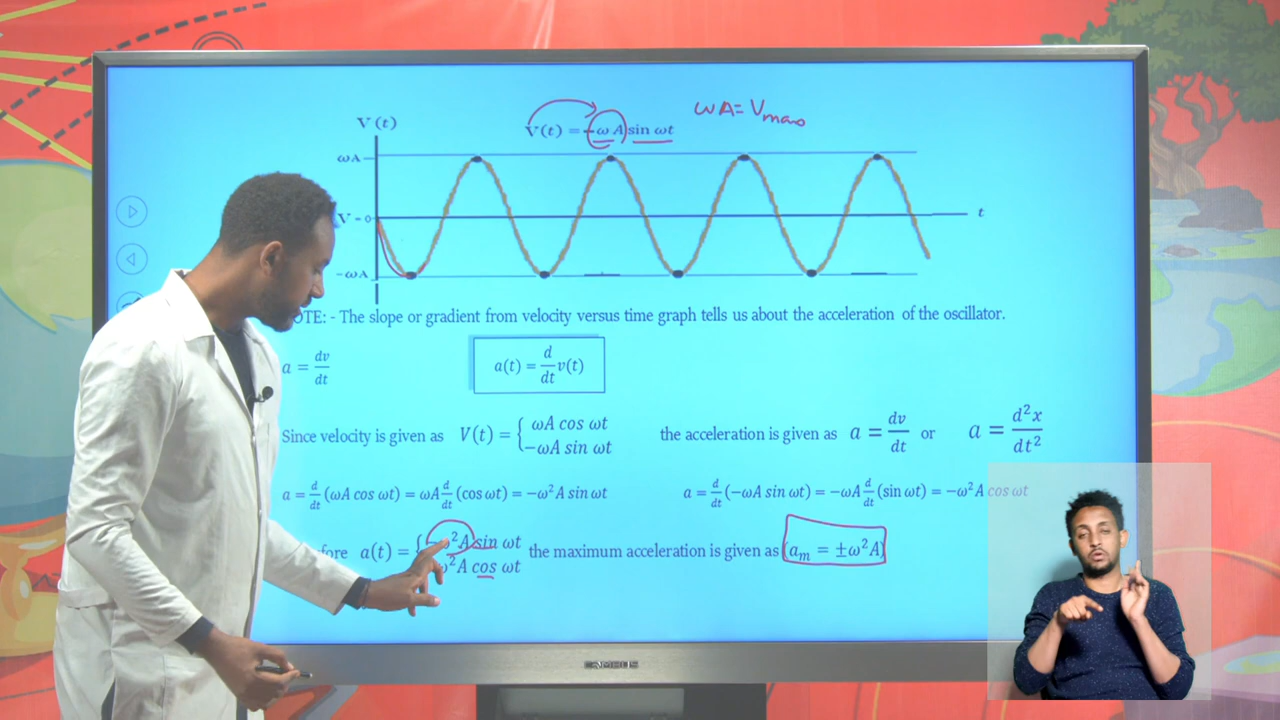 V (t)
V(t) = -ω A sin ωt
ωA = Vmax
ωA
V = 0
t
-ωA
OTE: - The slope or gradient from velocity versus time graph tells us about the acceleration of the oscillator.
a = dv/dt
a(t) = d/dt v(t)
Since velocity is given as V(t) = { ωA cos ωt
-ωA sin ωt
the acceleration is given as a = dv/dt or a = d²x/dt²
a = d/dt (ωA cos ωt) = ωA d/dt (cos ωt) = -ω²A sin ωt
a = d/dt (-ωA sin ωt) = -ωA d/dt (sin ωt) = -ω²A cos ωt
fore a(t) = { ²A sin ωt
ω²A cos ωt
the maximum acceleration is given as (am = ±ω²A)